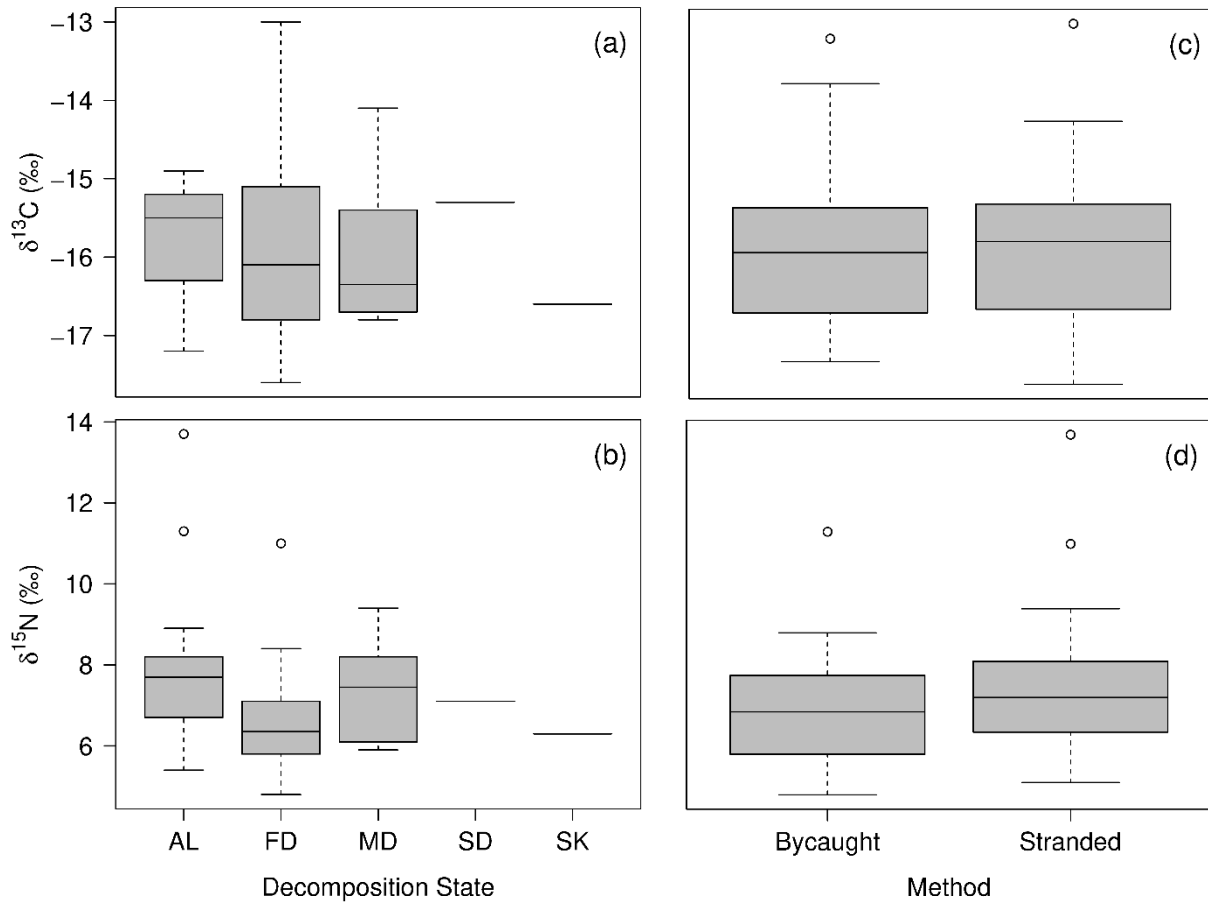 (a)
−13
−14
−15
−16
−17
δ¹³C (‰)
(c)
(b)
14
12
10
8
6
δ¹⁵N (‰)
AL FD MD SD SK
Decomposition State
(d)
Bycaught Stranded
Method